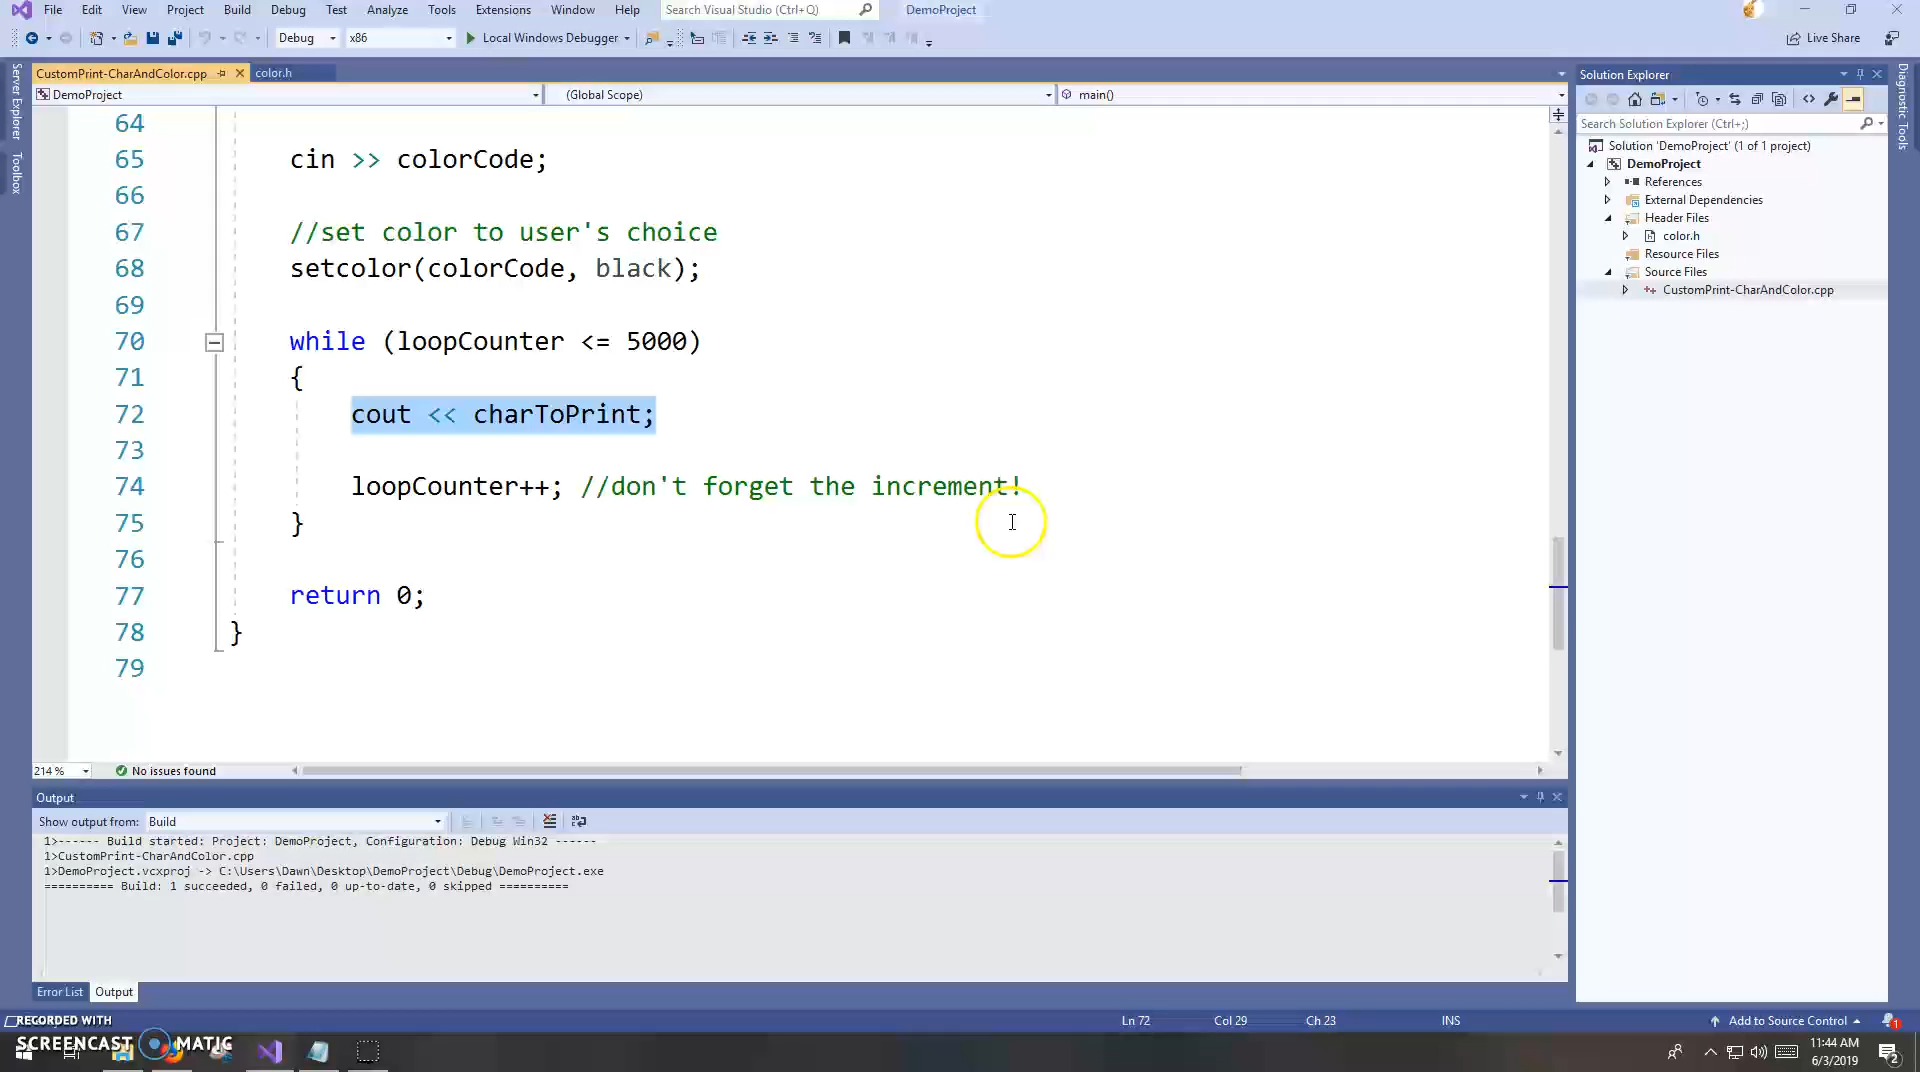 File Edit View Project Build Debug Test Analyze Tools Extensions Window Help Search Visual Studio (Ctrl+Q) DemoProject
Debug x86 Local Windows Debugger Live Share
Server Explorer
Toolbox
CustomPrint-CharAndColor.cpp color.h
DemoProject (Global Scope) main()
64
65 cin >> colorCode;
66
67 //set color to user's choice
68 setcolor(colorCode, black);
69
70 while (loopCounter <= 5000)
71 {
72 cout << charToPrint;
73
74 loopCounter++; //don't forget the increment!
75 }
76
77 return 0;
78 }
79
214 % No issues found
Output
Show output from: Build
1>------ Build started: Project: DemoProject, Configuration: Debug Win32 ------
1>CustomPrint-CharAndColor.cpp
1>DemoProject.vcxproj -> C:\Users\Dawn\Desktop\DemoProject\Debug\DemoProject.exe
========== Build: 1 succeeded, 0 failed, 0 up-to-date, 0 skipped ==========
Error List Output
Solution Explorer
Search Solution Explorer (Ctrl+;)
Solution 'DemoProject' (1 of 1 project)
DemoProject
References
External Dependencies
Header Files
color.h
Resource Files
Source Files
CustomPrint-CharAndColor.cpp
Diagnostic Tools
Ln 72 Col 29 Ch 23 INS Add to Source Control 1
RECORDED WITH
SCREENCAST MATIC
11:44 AM
6/3/2019
2